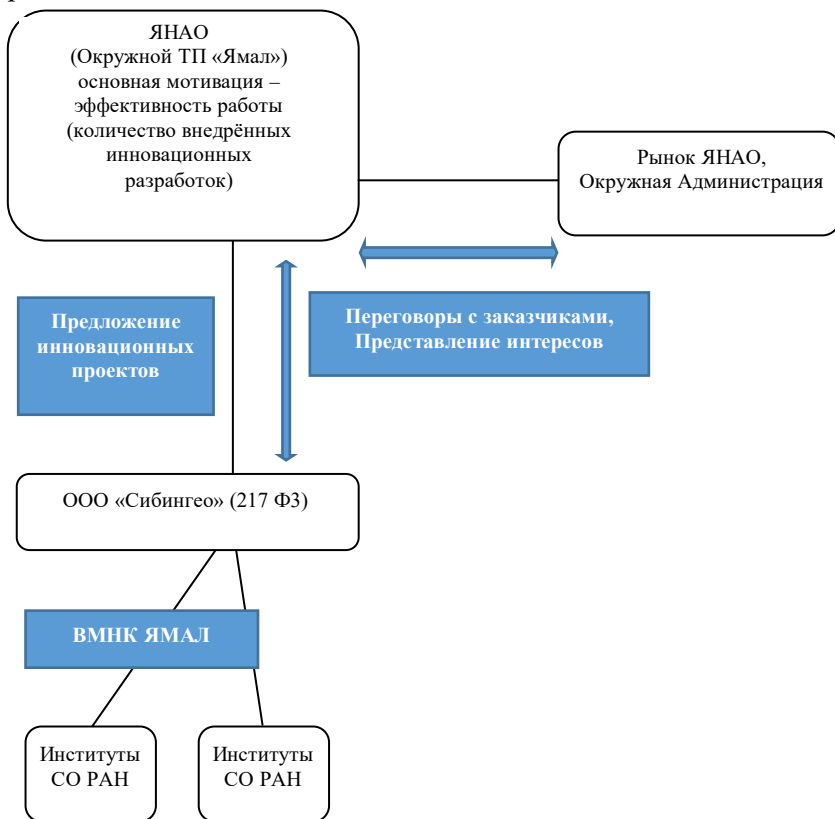 ЯНАО
(Окружной ТП «Ямал»)
основная мотивация –
эффективность работы
(количество внедрённых
инновационных
разработок)
Рынок ЯНАО,
Окружная Администрация
Предложение
инновационных
проектов
Переговоры с заказчиками,
Представление интересов
ООО «Сибингео» (217 ФЗ)
ВМНК ЯМАЛ
Институты
СО РАН
Институты
СО РАН